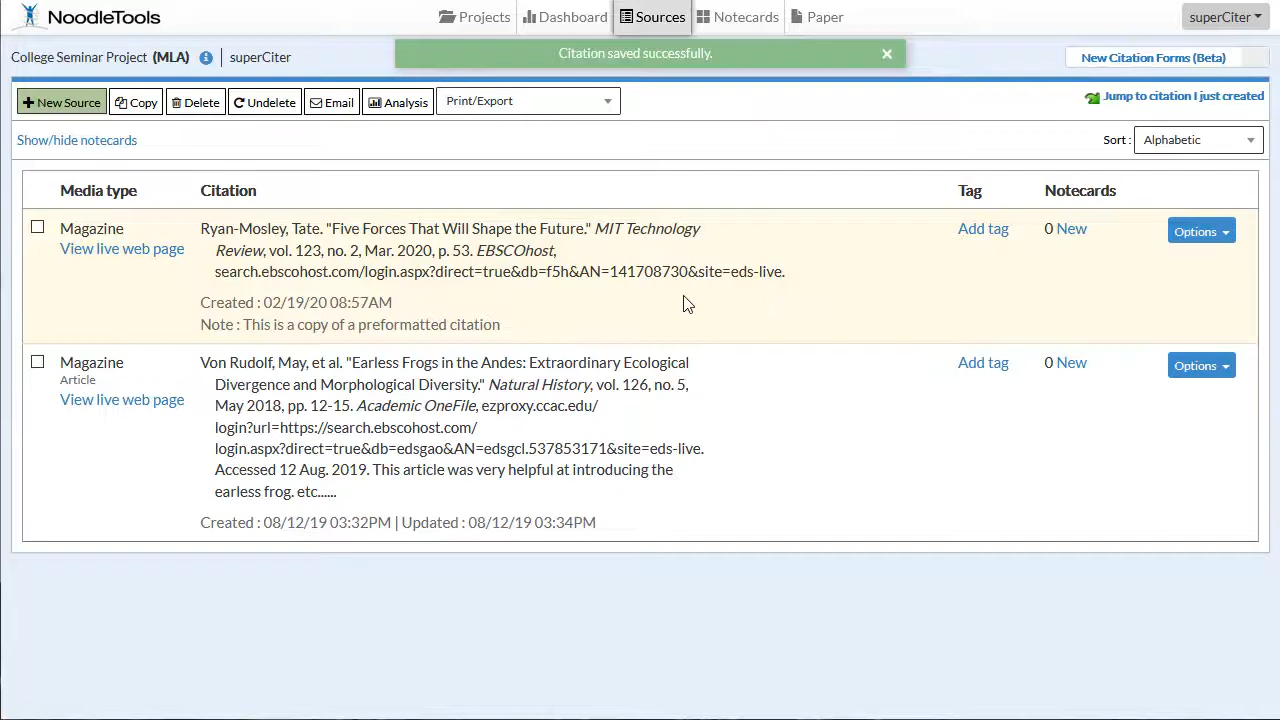 NoodleTools
Projects
Dashboard
Sources
Notecards
Paper
superCiter
College Seminar Project (MLA)
superCiter
Citation saved successfully.
New Citation Forms (Beta)
New Source
Copy
Delete
Undelete
Email
Analysis
Print/Export
Jump to citation I just created
Show/hide notecards
Sort :
Alphabetic
Media type
Citation
Tag
Notecards
Magazine
View live web page
Ryan-Mosley, Tate. "Five Forces That Will Shape the Future." MIT Technology
Review, vol. 123, no. 2, Mar. 2020, p. 53. EBSCOhost,
search.ebscohost.com/login.aspx?direct=true&db=f5h&AN=141708730&site=eds-live.
Created : 02/19/20 08:57AM
Note : This is a copy of a preformatted citation
Add tag
0 New
Options
Magazine
Article
View live web page
Von Rudolf, May, et al. "Earless Frogs in the Andes: Extraordinary Ecological
Divergence and Morphological Diversity." Natural History, vol. 126, no. 5,
May 2018, pp. 12-15. Academic OneFile, ezproxy.ccac.edu/
login?url=https://search.ebscohost.com/
login.aspx?direct=true&db=edsgao&AN=edsgcl.537853171&site=eds-live.
Accessed 12 Aug. 2019. This article was very helpful at introducing the
earless frog. etc......
Created : 08/12/19 03:32PM | Updated : 08/12/19 03:34PM
Add tag
0 New
Options